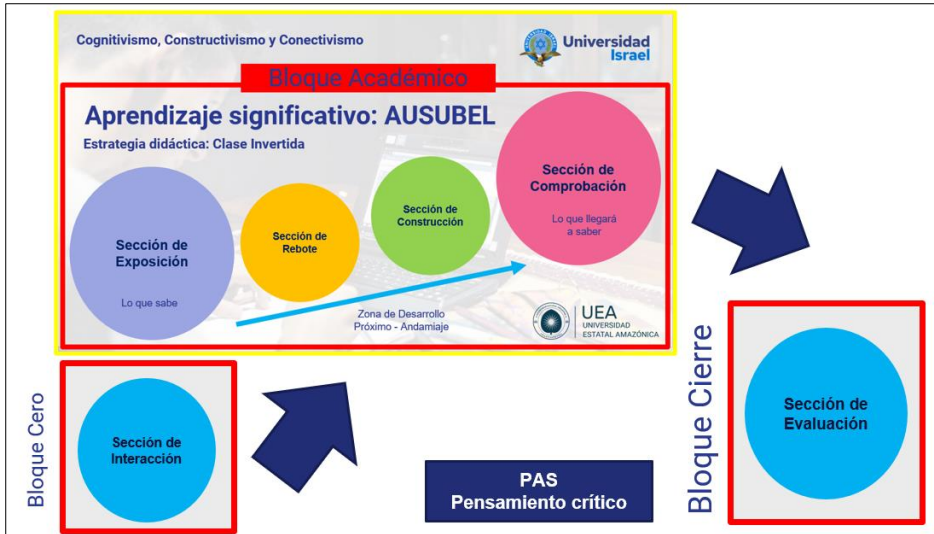 Cognitivismo, Constructivismo y Conectivismo
Universidad
Israel
Bloque Académico
Aprendizaje significativo: AUSUBEL
Estrategia didáctica: Clase Invertida
Sección de
Exposición
Lo que sabe
Sección de
Rebote
Sección de
Construcción
Sección de
Comprobación
Lo que llegará
a saber
Zona de Desarrollo
Próximo - Andamiaje
UEA
UNIVERSIDAD
ESTATAL AMAZÓNICA
Bloque Cero
Sección de
Interacción
PAS
Pensamiento crítico
Bloque Cierre
Sección de
Evaluación